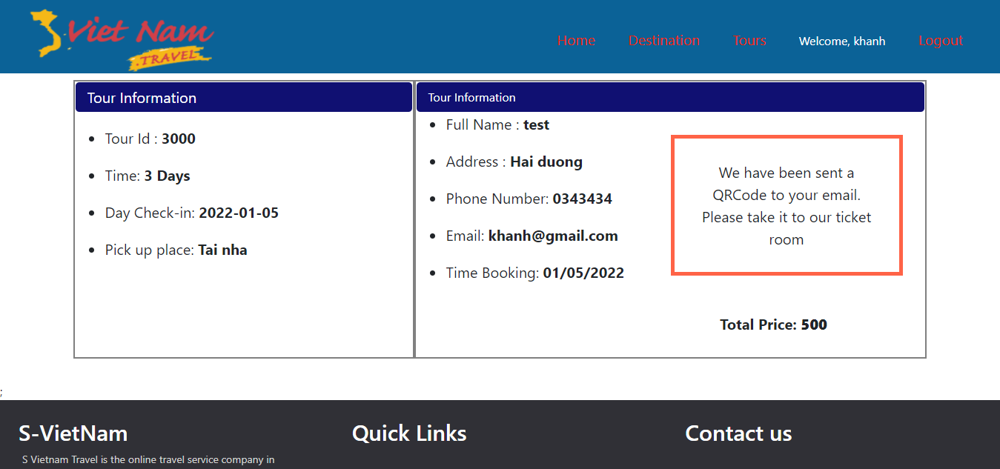 Viet Nam
TRAVEL
Home Destination Tours Welcome, khanh Logout
Tour Information
Tour Id : 3000
Time: 3 Days
Day Check-in: 2022-01-05
Pick up place: Tai nha
Tour Information
Full Name : test
Address : Hai duong
Phone Number: 0343434
Email: khanh@gmail.com
Time Booking: 01/05/2022
We have been sent a
QRCode to your email.
Please take it to our ticket
room
Total Price: 500
;
S-VietNam
S Vietnam Travel is the online travel service company in
Quick Links
Contact us